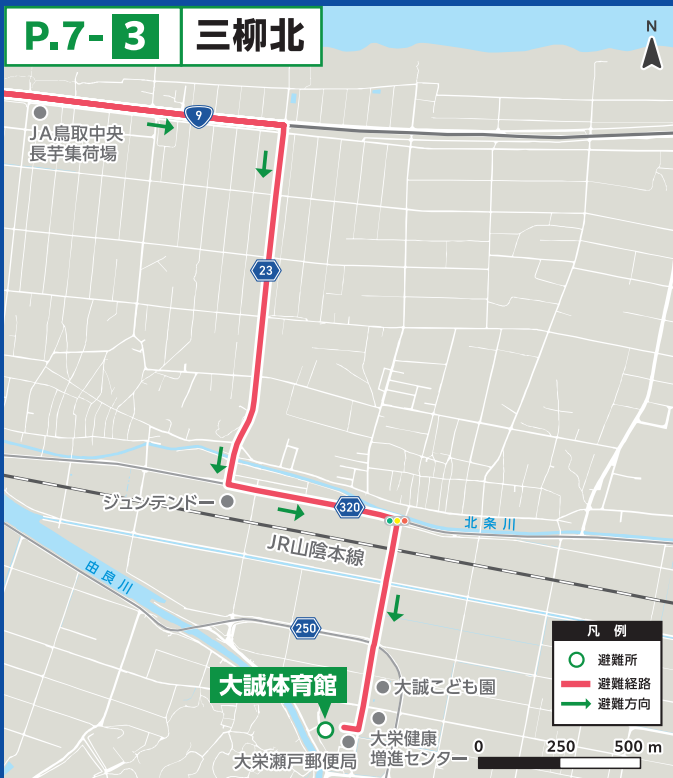 P.7-3 三柳北
N
9
JA鳥取中央
長芋集荷場
23
ジュンテンドー
320
北条川
JR山陰本線
由良川
250
凡例
避難所
避難経路
避難方向
大誠体育館
大誠こども園
大栄健康
増進センター
大栄瀬戸郵便局
0 250 500 m